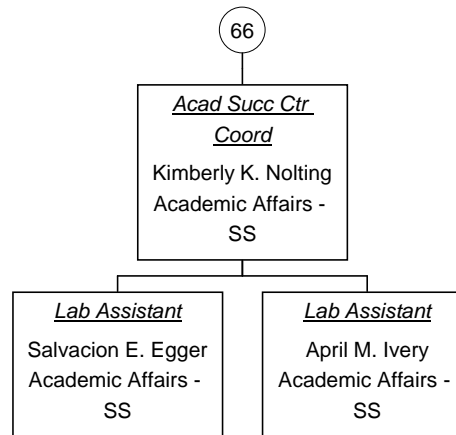 66
Acad Succ Ctr
Coord
Kimberly K. Nolting
Academic Affairs -
SS
Lab Assistant
Salvacion E. Egger
Academic Affairs -
SS
Lab Assistant
April M. Ivery
Academic Affairs -
SS